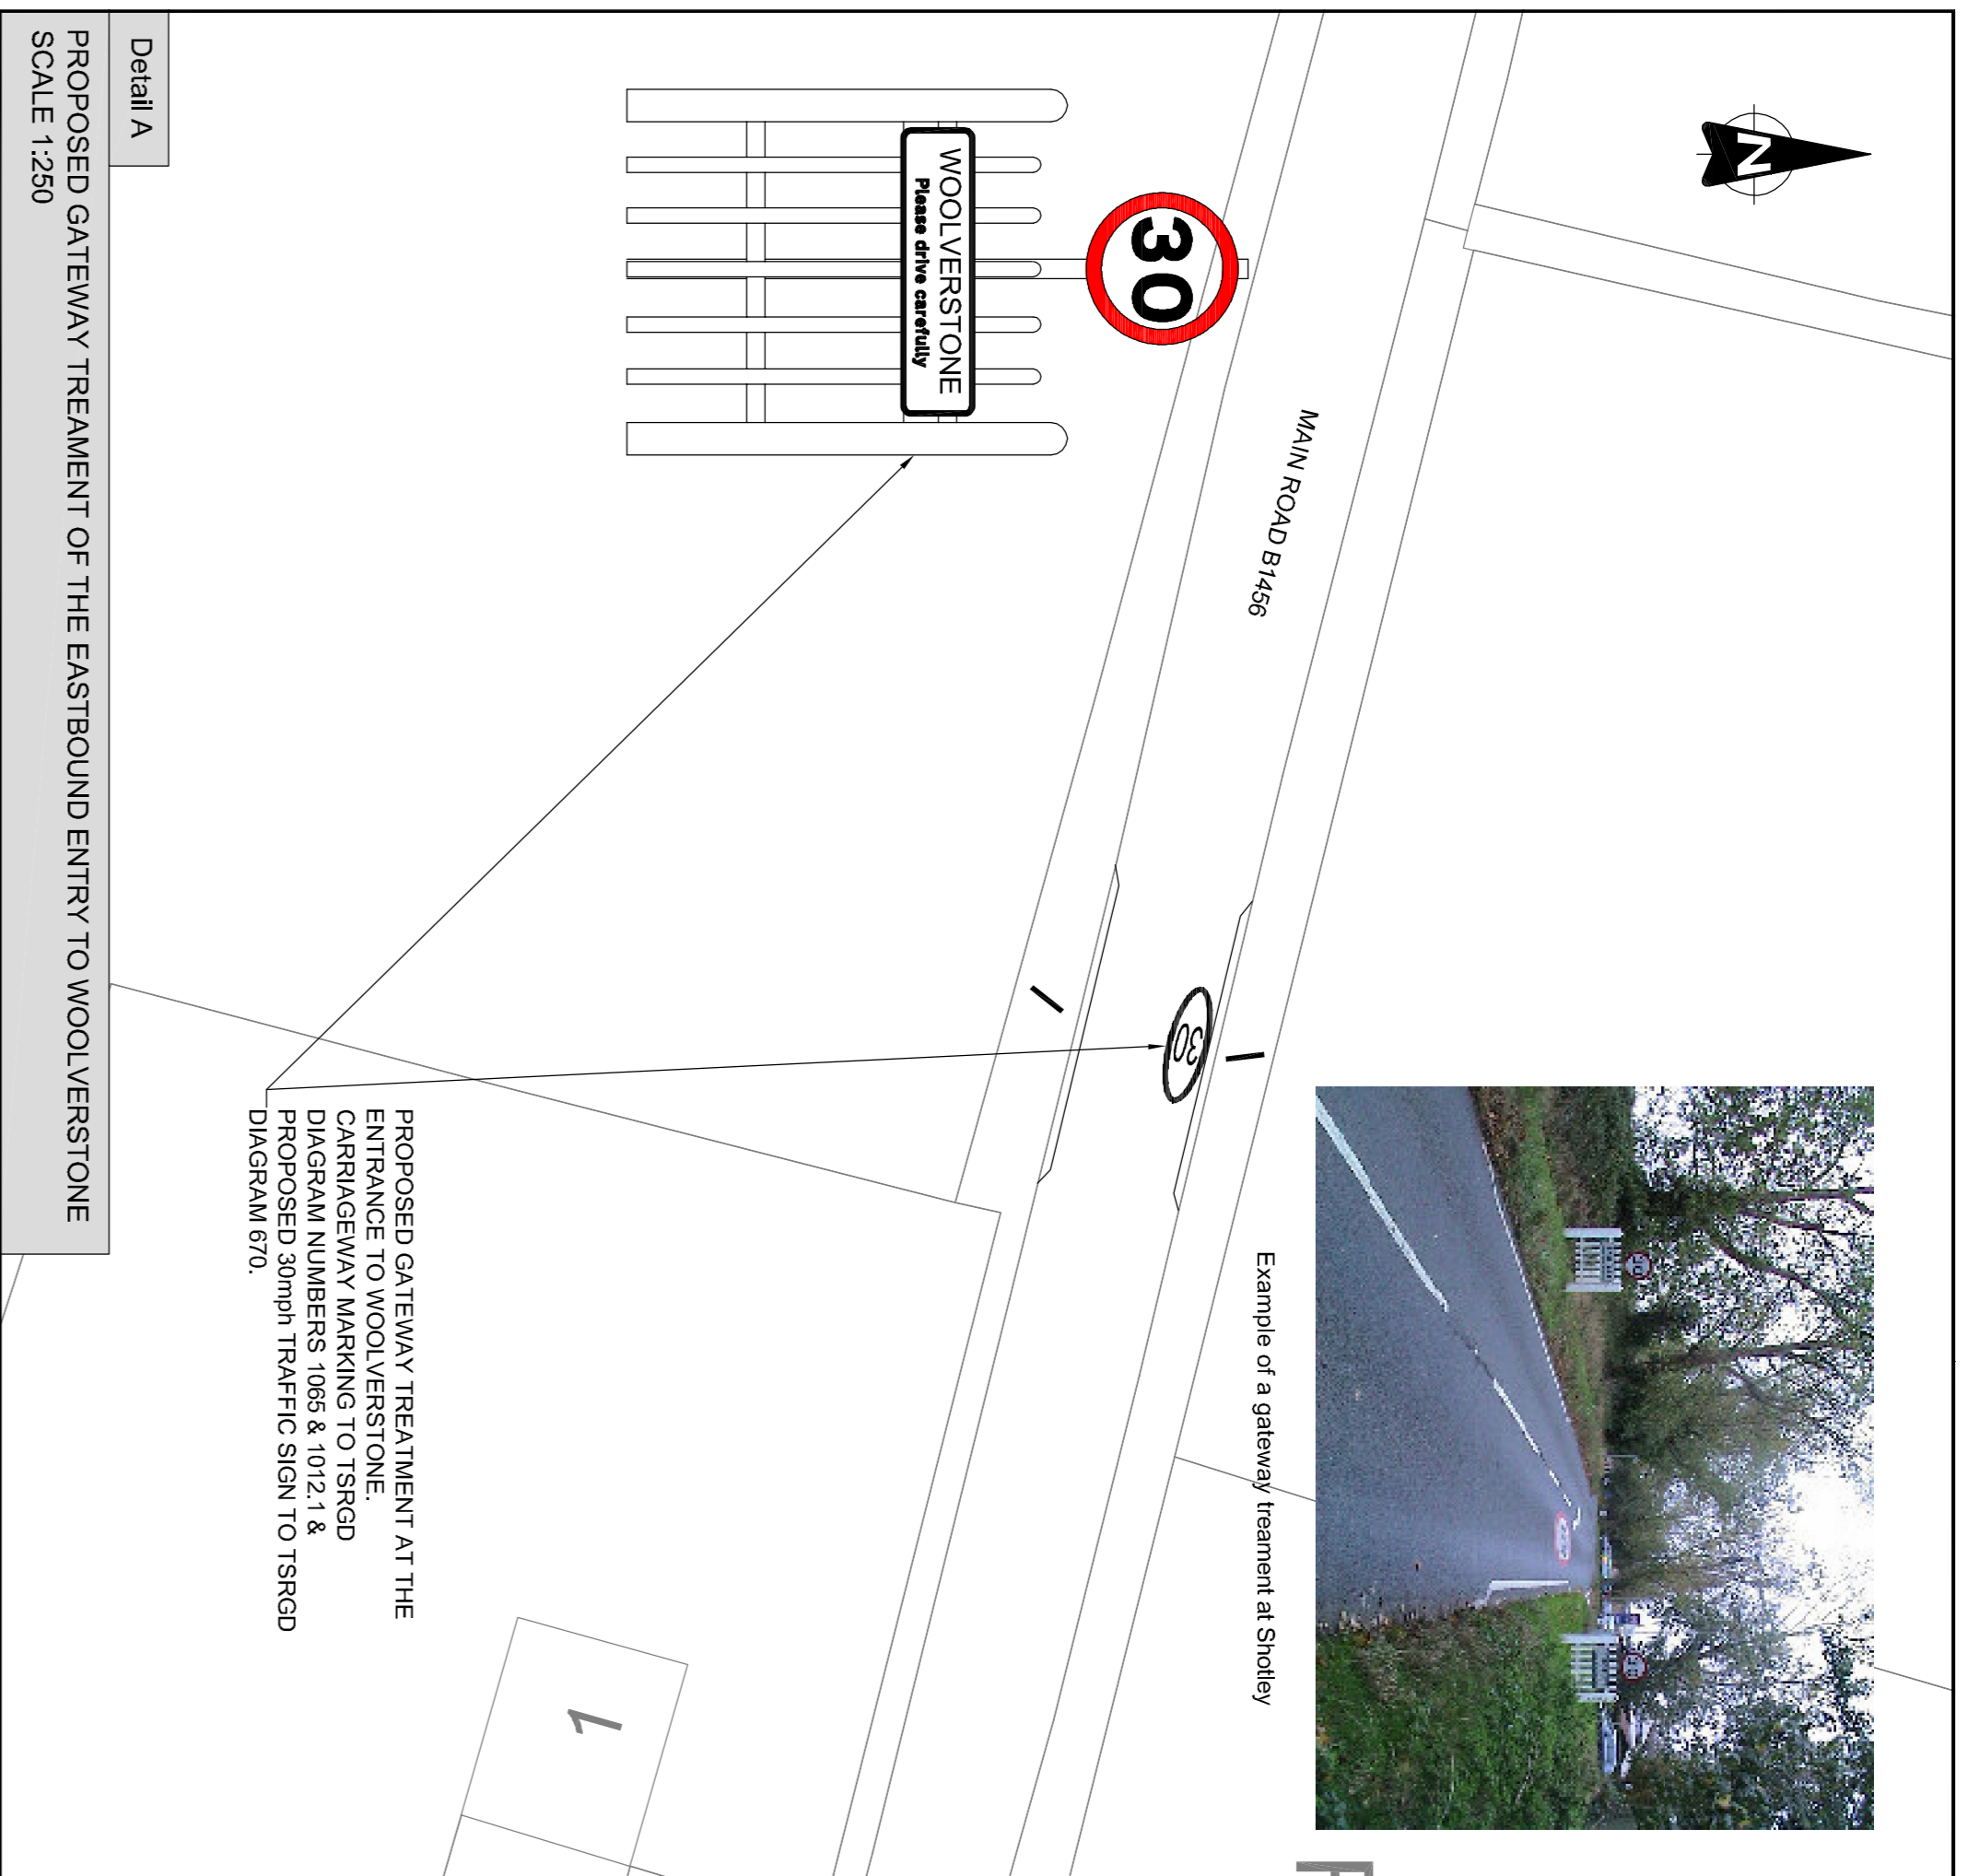 N
30
WOOLVERSTONE
Please drive carefully
MAIN ROAD B1456
30
Example of a gateway treament at Shotley
PROPOSED GATEWAY TREATMENT AT THE
ENTRANCE TO WOOLVERSTONE.
CARRIAGEWAY MARKING TO TSRGD
DIAGRAM NUMBERS 1065 & 1012.1 &
PROPOSED 30mph TRAFFIC SIGN TO TSRGD
DIAGRAM 670.
1
Detail A
PROPOSED GATEWAY TREAMENT OF THE EASTBOUND ENTRY TO WOOLVERSTONE
SCALE 1:250